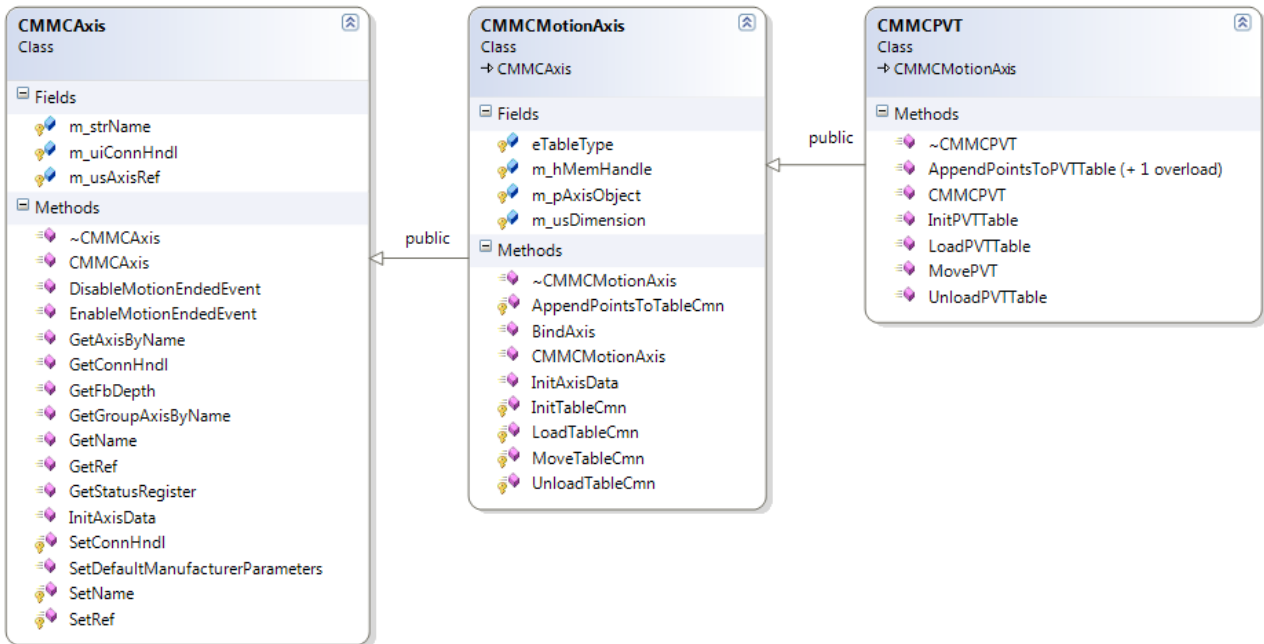 CMMCAxis
Class
Fields
m_strName
m_uiConnHndl
m_usAxisRef
Methods
~CMMCAxis
CMMCAxis
DisableMotionEndedEvent
EnableMotionEndedEvent
GetAxisByName
GetConnHndl
GetFbDepth
GetGroupAxisByName
GetName
GetRef
GetStatusRegister
InitAxisData
SetConnHndl
SetDefaultManufacturerParameters
SetName
SetRef
public
CMMCMotionAxis
Class
CMMCAxis
Fields
eTableType
m_hMemHandle
m_pAxisObject
m_usDimension
Methods
~CMMCMotionAxis
AppendPointsToTableCmn
BindAxis
CMMCMotionAxis
InitAxisData
InitTableCmn
LoadTableCmn
MoveTableCmn
UnloadTableCmn
public
CMMCPVT
Class
CMMCMotionAxis
Methods
~CMMCPVT
AppendPointsToPVTTable (+ 1 overload)
CMMCPVT
InitPVTTable
LoadPVTTable
MovePVT
UnloadPVTTable